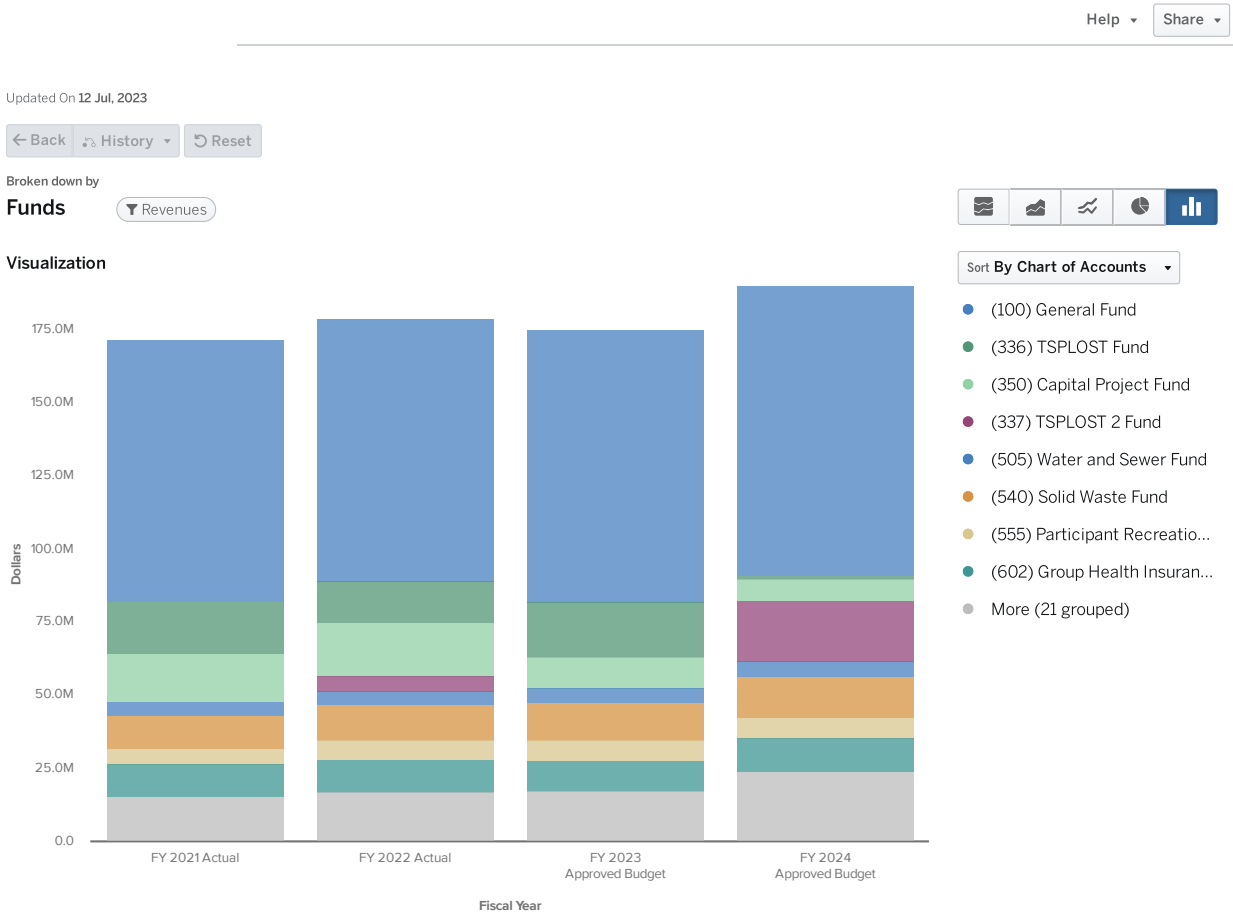 Help
Share
Updated On 12 Jul, 2023
Back
History
Reset
Broken down by
Funds
Revenues
Visualization
Sort By Chart of Accounts
(100) General Fund
(336) TSPLOST Fund
(350) Capital Project Fund
(337) TSPLOST 2 Fund
(505) Water and Sewer Fund
(540) Solid Waste Fund
(555) Participant Recreatio...
(602) Group Health Insuran...
More (21 grouped)
Dollars
175.0M
150.0M
125.0M
100.0M
75.0M
50.0M
25.0M
0.0
FY 2021 Actual
FY 2022 Actual
FY 2023
Approved Budget
FY 2024
Approved Budget
Fiscal Year